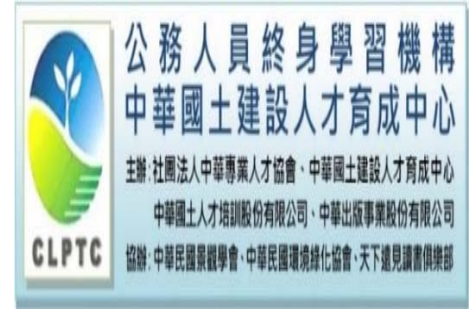 公務人員終身學習機構
中華國土建設人才育成中心
主辦:社團法人中華專業人才協會、中華國土建設人才育成中心
中華國土人才培訓股份有限公司、中華出版事業股份有限公司
協辦:中華民國景觀學會、中華民國環境綠化協會、天下遠見讀書俱樂部
CLPTC